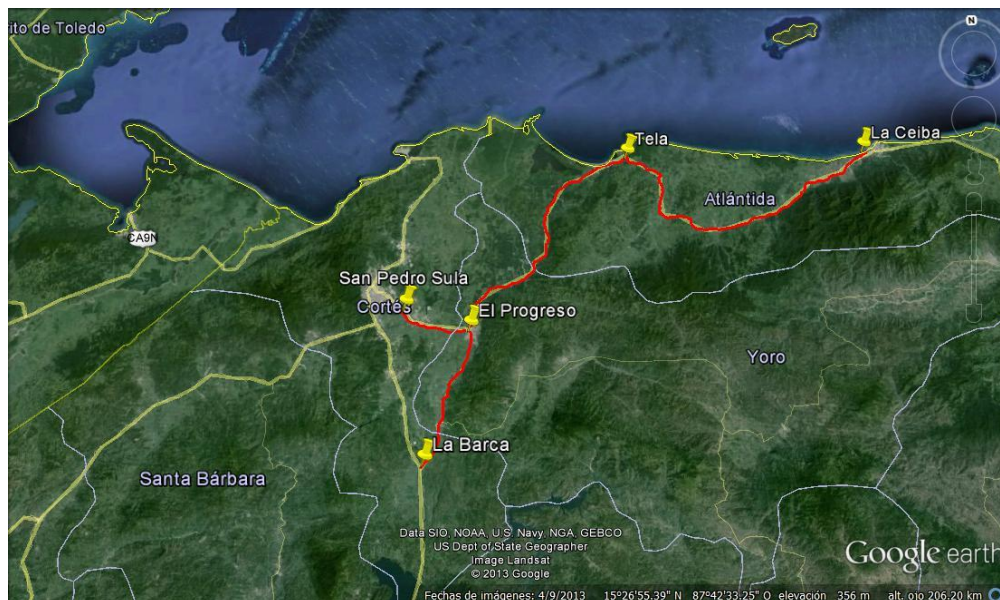 rito de Toledo
N
Tela
La Ceiba
Atlántida
CA9N
San Pedro Sula
Cortés
El Progreso
Yoro
La Barca
Santa Bárbara
Data SIO, NOAA, U.S. Navy, NGA, GEBCO
US Dept of State Geographer
Image Landsat
© 2013 Google
Google earth
Fechas de imágenes: 4/9/2013 15°26'55.39" N 87°42'33.25" O elevación 356 m alt. ojo 206.20 km